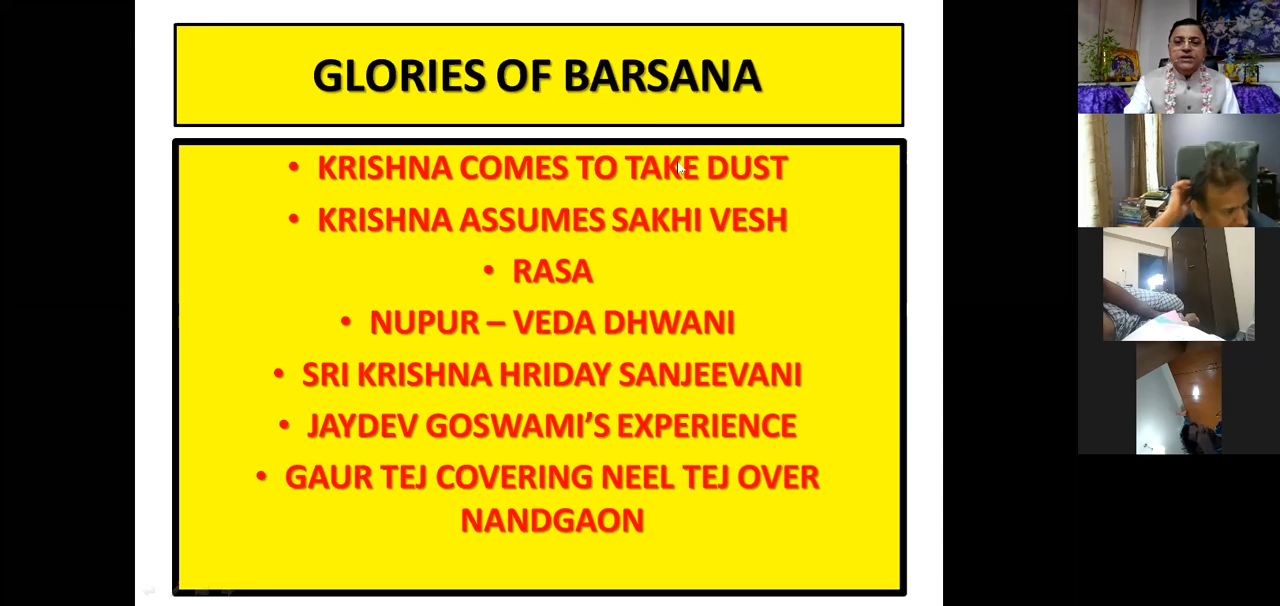 GLORIES OF BARSANA
• KRISHNA COMES TO TAKE DUST
• KRISHNA ASSUMES SAKHI VESH
• RASA
• NUPUR – VEDA DHWANI
• SRI KRISHNA HRIDAY SANJEEVANI
• JAYDEV GOSWAMI'S EXPERIENCE
• GAUR TEJ COVERING NEEL TEJ OVER
NANDGAON